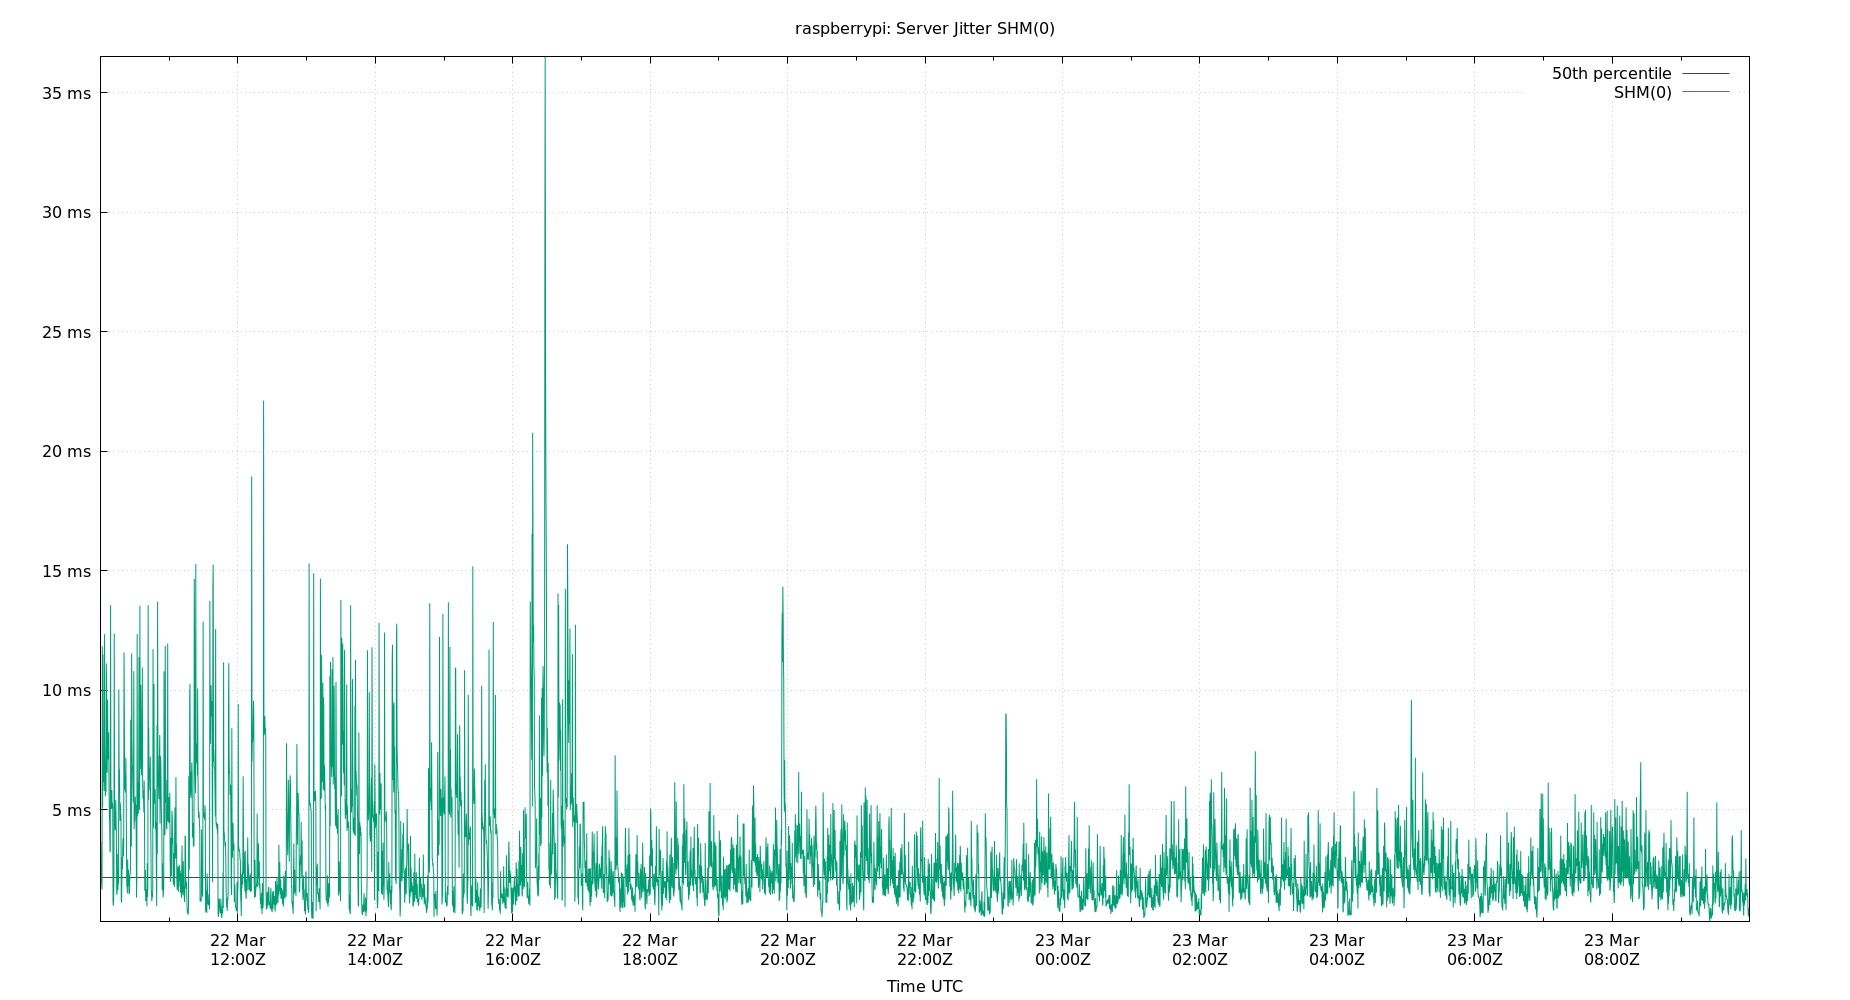 raspberrypi: Server Jitter SHM(0)
50th percentile
SHM(0)
35 ms
30 ms
25 ms
20 ms
15 ms
10 ms
5 ms
22 Mar 22 Mar 22 Mar 22 Mar 22 Mar 22 Mar 23 Mar 23 Mar 23 Mar 23 Mar 23 Mar
12:00Z 14:00Z 16:00Z 18:00Z 20:00Z 22:00Z 00:00Z 02:00Z 04:00Z 06:00Z 08:00Z
Time UTC